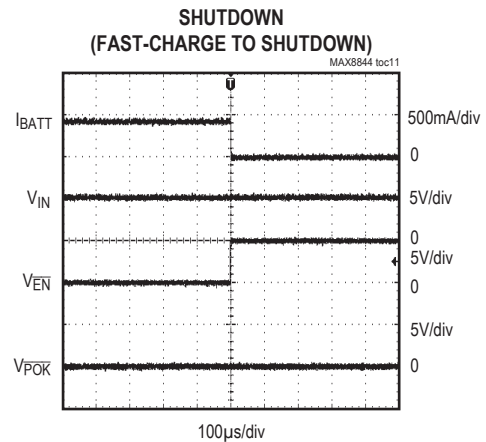 SHUTDOWN
(FAST-CHARGE TO SHUTDOWN)
MAX8844 toc11
T
IBATT
500mA/div
0
VIN
5V/div
0
5V/div
VEN
0
5V/div
VPOK
0
100µs/div